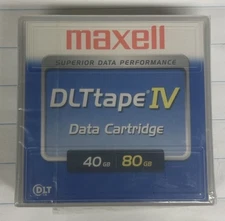 maxell
SUPERIOR DATA PERFORMANCE
DLTtape IV
Data Cartridge
40 GB 80 GB
DLT